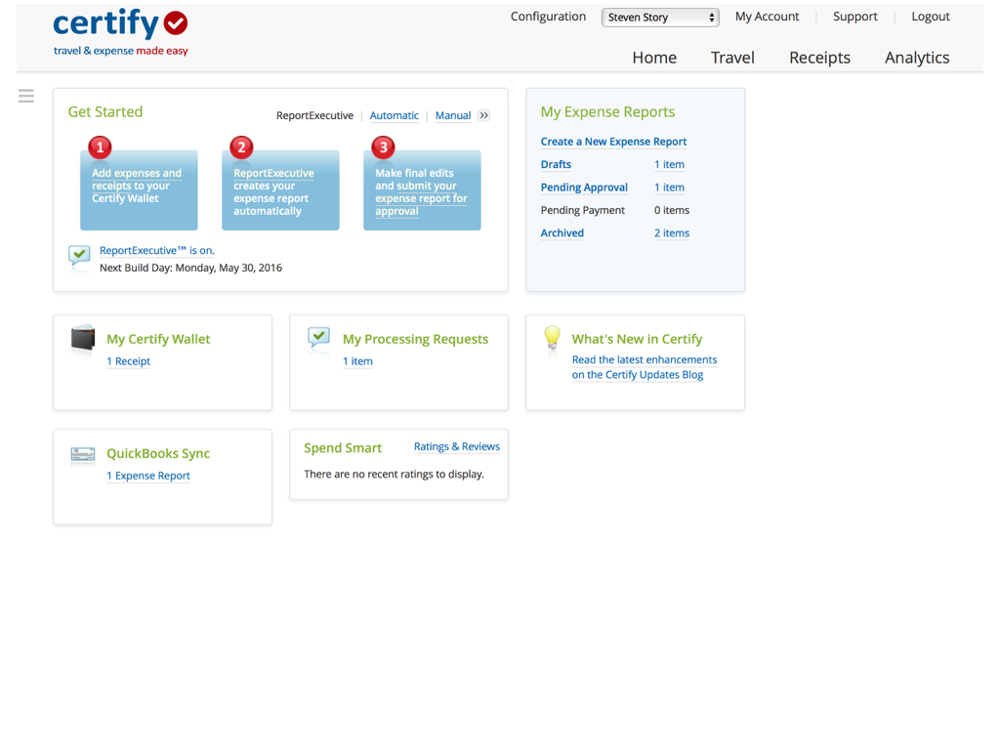 certify
travel & expense made easy
Configuration Steven Story My Account Support Logout
Home Travel Receipts Analytics
Get Started
ReportExecutive Automatic Manual »
1
Add expenses and
receipts to your
Certify Wallet
2
ReportExecutive
creates your
expense report
automatically
3
Make final edits
and submit your
expense report for
approval
ReportExecutive™ is on.
Next Build Day: Monday, May 30, 2016
My Expense Reports
Create a New Expense Report
Drafts 1 item
Pending Approval 1 item
Pending Payment 0 items
Archived 2 items
My Certify Wallet
1 Receipt
My Processing Requests
1 item
What's New in Certify
Read the latest enhancements
on the Certify Updates Blog
QuickBooks Sync
1 Expense Report
Spend Smart Ratings & Reviews
There are no recent ratings to display.